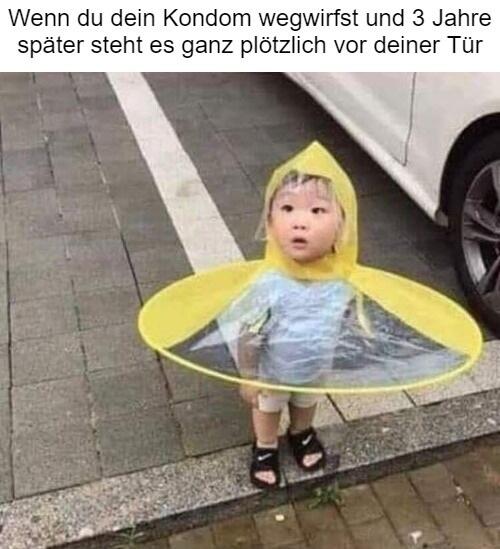 Wenn du dein Kondom wegwirfst und 3 Jahre
später steht es ganz plötzlich vor deiner Tür